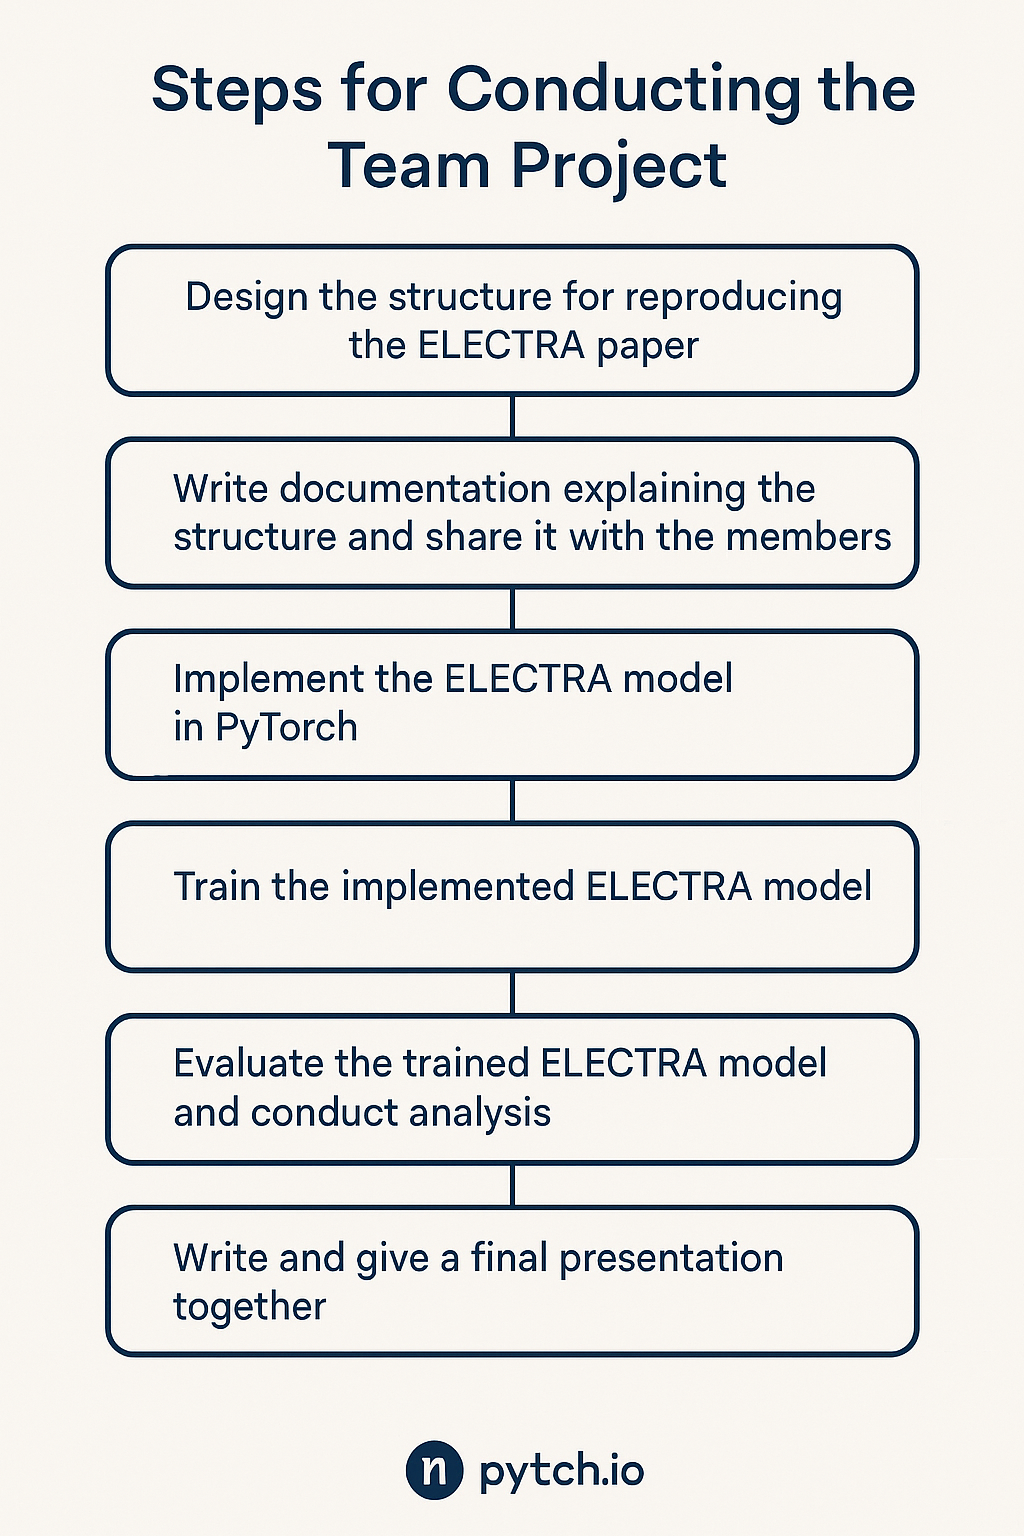 Steps for Conducting the
Team Project
Design the structure for reproducing
the ELECTRA paper
Write documentation explaining the
structure and share it with the members
Implement the ELECTRA model
in PyTorch
Train the implemented ELECTRA model
Evaluate the trained ELECTRA model
and conduct analysis
Write and give a final presentation
together
n pytch.io